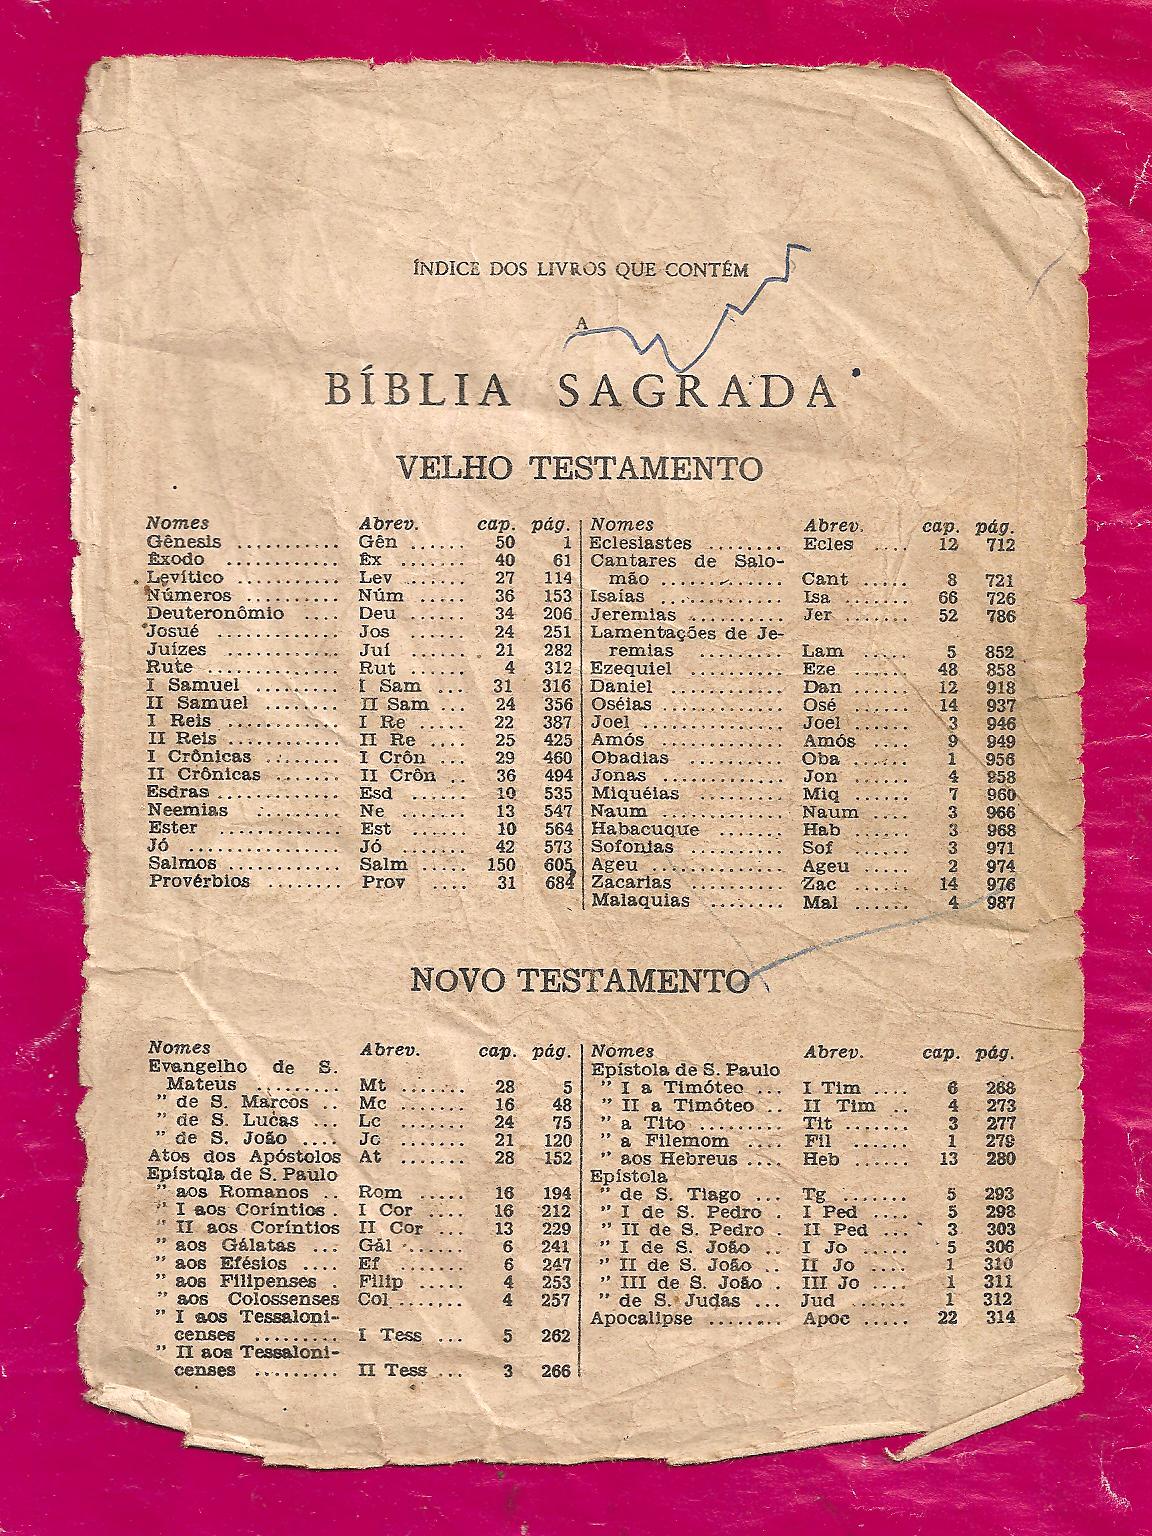 ÍNDICE DOS LIVROS QUE CONTÉM
A
BÍBLIA SAGRADA
VELHO TESTAMENTO
Nomes Abrev. cap. pág.
Gênesis ........... Gên ...... 50 1
Êxodo ............ Êx ....... 40 61
Levítico ........... Lev ...... 27 114
Números ........... Núm ..... 36 153
Deuteronômio .... Deu ...... 34 206
Josué ............. Jos ...... 24 251
Juízes ............ Juí ...... 21 282
Rute .............. Rut ...... 4 312
I Samuel ......... I Sam ... 31 316
II Samuel ........ II Sam ... 24 356
I Reis ............ I Re ..... 22 387
II Reis ............ II Re .... 25 425
I Crônicas ........ I Crôn ... 29 460
II Crônicas ....... II Crôn .. 36 494
Esdras ............. Esd ...... 10 535
Neemias ......... Ne ....... 13 547
Ester ............. Est ...... 10 564
Jó ................ Jó ....... 42 573
Salmos ............ Salm ..... 150 605
Provérbios ........ Prov .... 31 684
Nomes Abrev. cap. pág.
Eclesiastes ........ Ecles .... 12 712
Cantares de Salo-
mão ............. Cant ..... 8 721
Isaías ............. Isa ...... 66 726
Jeremias .......... Jer ....... 52 786
Lamentações de Je-
remias ......... Lam ..... 5 852
Ezequiel .......... Eze ...... 48 858
Daniel ............ Dan ...... 12 918
Oséias ............ Osé ...... 14 937
Joel ............... Joel ...... 3 946
Amós ............. Amós .... 9 949
Obadias .......... Oba ...... 1 956
Jonas ............. Jon ...... 4 958
Miquéias ......... Miq ...... 7 960
Naum ............ Naum .... 3 966
Habacuque ....... Hab ..... 3 968
Sofonias .......... Sof ...... 3 971
Ageu .............. Ageu ..... 2 974
Zacarias .......... Zac ...... 14 976
Malaquias ........ Mal ...... 4 987
NOVO TESTAMENTO
Nomes Abrev. cap. pág.
Evangelho de S.
Mateus ......... Mt ....... 28 5
" de S. Marcos .. Mc ....... 16 48
" de S. Lucas ... Lc ....... 24 75
" de S. João .... Jo ....... 21 120
Atos dos Apóstolos At ....... 28 152
Epístola de S. Paulo
" aos Romanos .. Rom ..... 16 194
" I aos Coríntios . I Cor .... 16 212
" II aos Coríntios II Cor ... 13 229
" aos Gálatas ... Gál ...... 6 241
" aos Efésios .... Ef ....... 6 247
" aos Filipenses . Filip ..... 4 253
" aos Colossenses Col ....... 4 257
" I aos Tessaloni-
censes ......... I Tess ... 5 262
" II aos Tessaloni-
censes ......... II Tess ... 3 266
Nomes Abrev. cap. pág.
Epístola de S. Paulo
" I a Timóteo ... I Tim .... 6 268
" II a Timóteo .. II Tim .. 4 273
" a Tito ......... Tit ....... 3 277
" a Filemom .... Fil ...... 1 279
" aos Hebreus .... Heb ...... 13 280
Epístola
" de S. Tiago ... Tg ....... 5 293
" I de S. Pedro . I Ped .... 5 298
" II de S. Pedro . II Ped ... 3 303
" I de S. João .. I Jo ..... 5 306
" II de S. João .. II Jo .... 1 310
" III de S. João . III Jo ... 1 311
" de S. Judas ... Jud ...... 1 312
Apocalipse ........ Apoc ..... 22 314